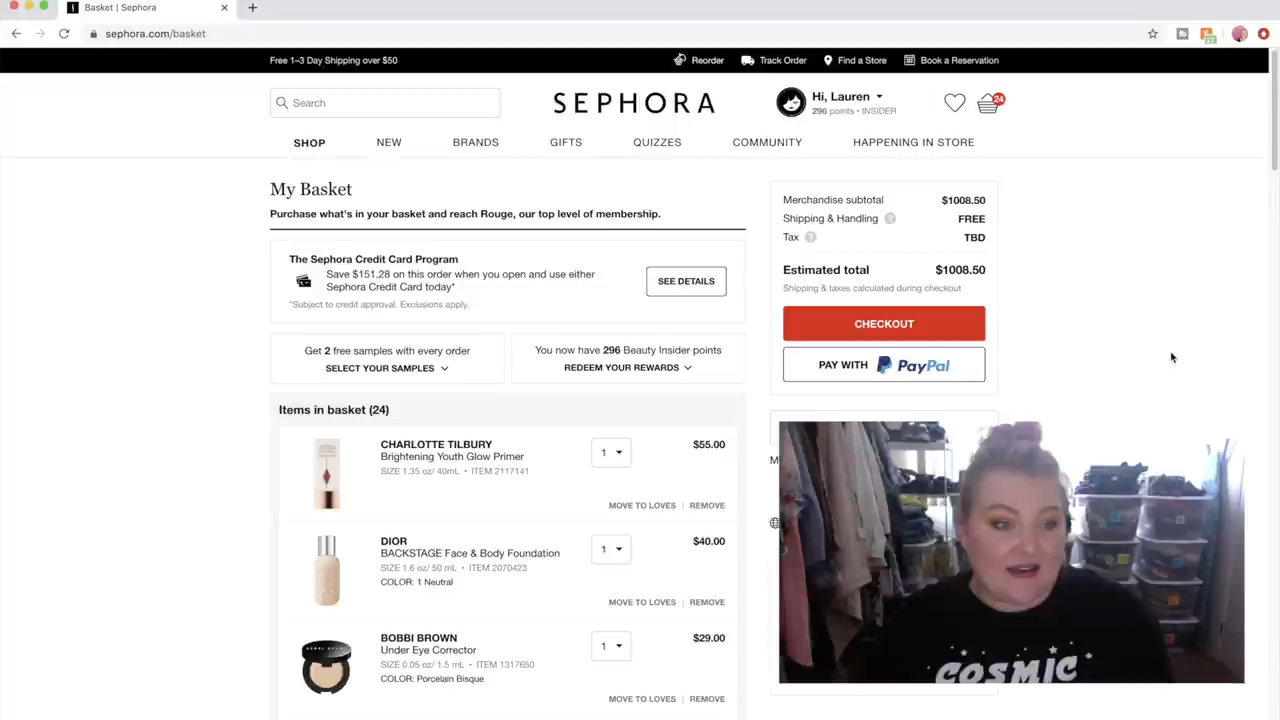 Basket | Sephora
sephora.com/basket
Free 1–3 Day Shipping over $50
Reorder
Track Order
Find a Store
Book a Reservation
Search
SEPHORA
Hi, Lauren
296 points • INSIDER
24
SHOP
NEW
BRANDS
GIFTS
QUIZZES
COMMUNITY
HAPPENING IN STORE
My Basket
Purchase what's in your basket and reach Rouge, our top level of membership.
The Sephora Credit Card Program
Save $151.28 on this order when you open and use either
Sephora Credit Card today*
*Subject to credit approval. Exclusions apply.
SEE DETAILS
Get 2 free samples with every order
SELECT YOUR SAMPLES
You now have 296 Beauty Insider points
REDEEM YOUR REWARDS
Items in basket (24)
CHARLOTTE TILBURY
Brightening Youth Glow Primer
SIZE 1.35 oz/ 40mL • ITEM 2117141
1
$55.00
MOVE TO LOVES | REMOVE
DIOR
BACKSTAGE Face & Body Foundation
SIZE 1.6 oz/ 50 mL • ITEM 2070423
COLOR: 1 Neutral
1
$40.00
MOVE TO LOVES | REMOVE
BOBBI BROWN
Under Eye Corrector
SIZE 0.05 oz/ 1.5 mL • ITEM 1317650
COLOR: Porcelain Bisque
1
$29.00
MOVE TO LOVES | REMOVE
Merchandise subtotal $1008.50
Shipping & Handling ? FREE
Tax ? TBD
Estimated total $1008.50
Shipping & taxes calculated during checkout
CHECKOUT
PAY WITH PayPal
COSMIC